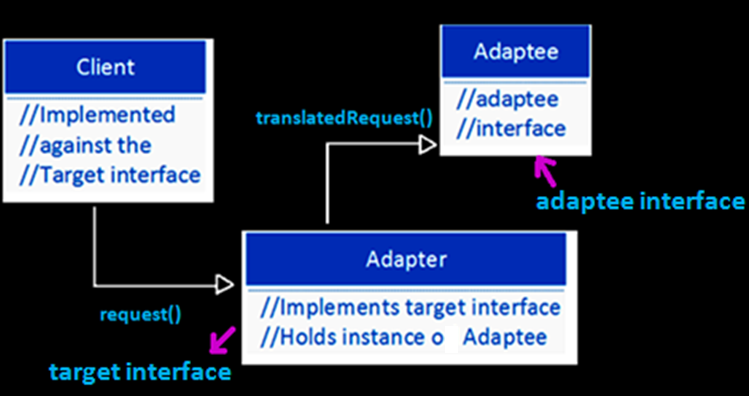 Client
//Implemented
//against the
//Target interface
Adaptee
//adaptee
//interface
translatedRequest()
adaptee interface
Adapter
//Implements target interface
//Holds instance o Adaptee
request()
target interface